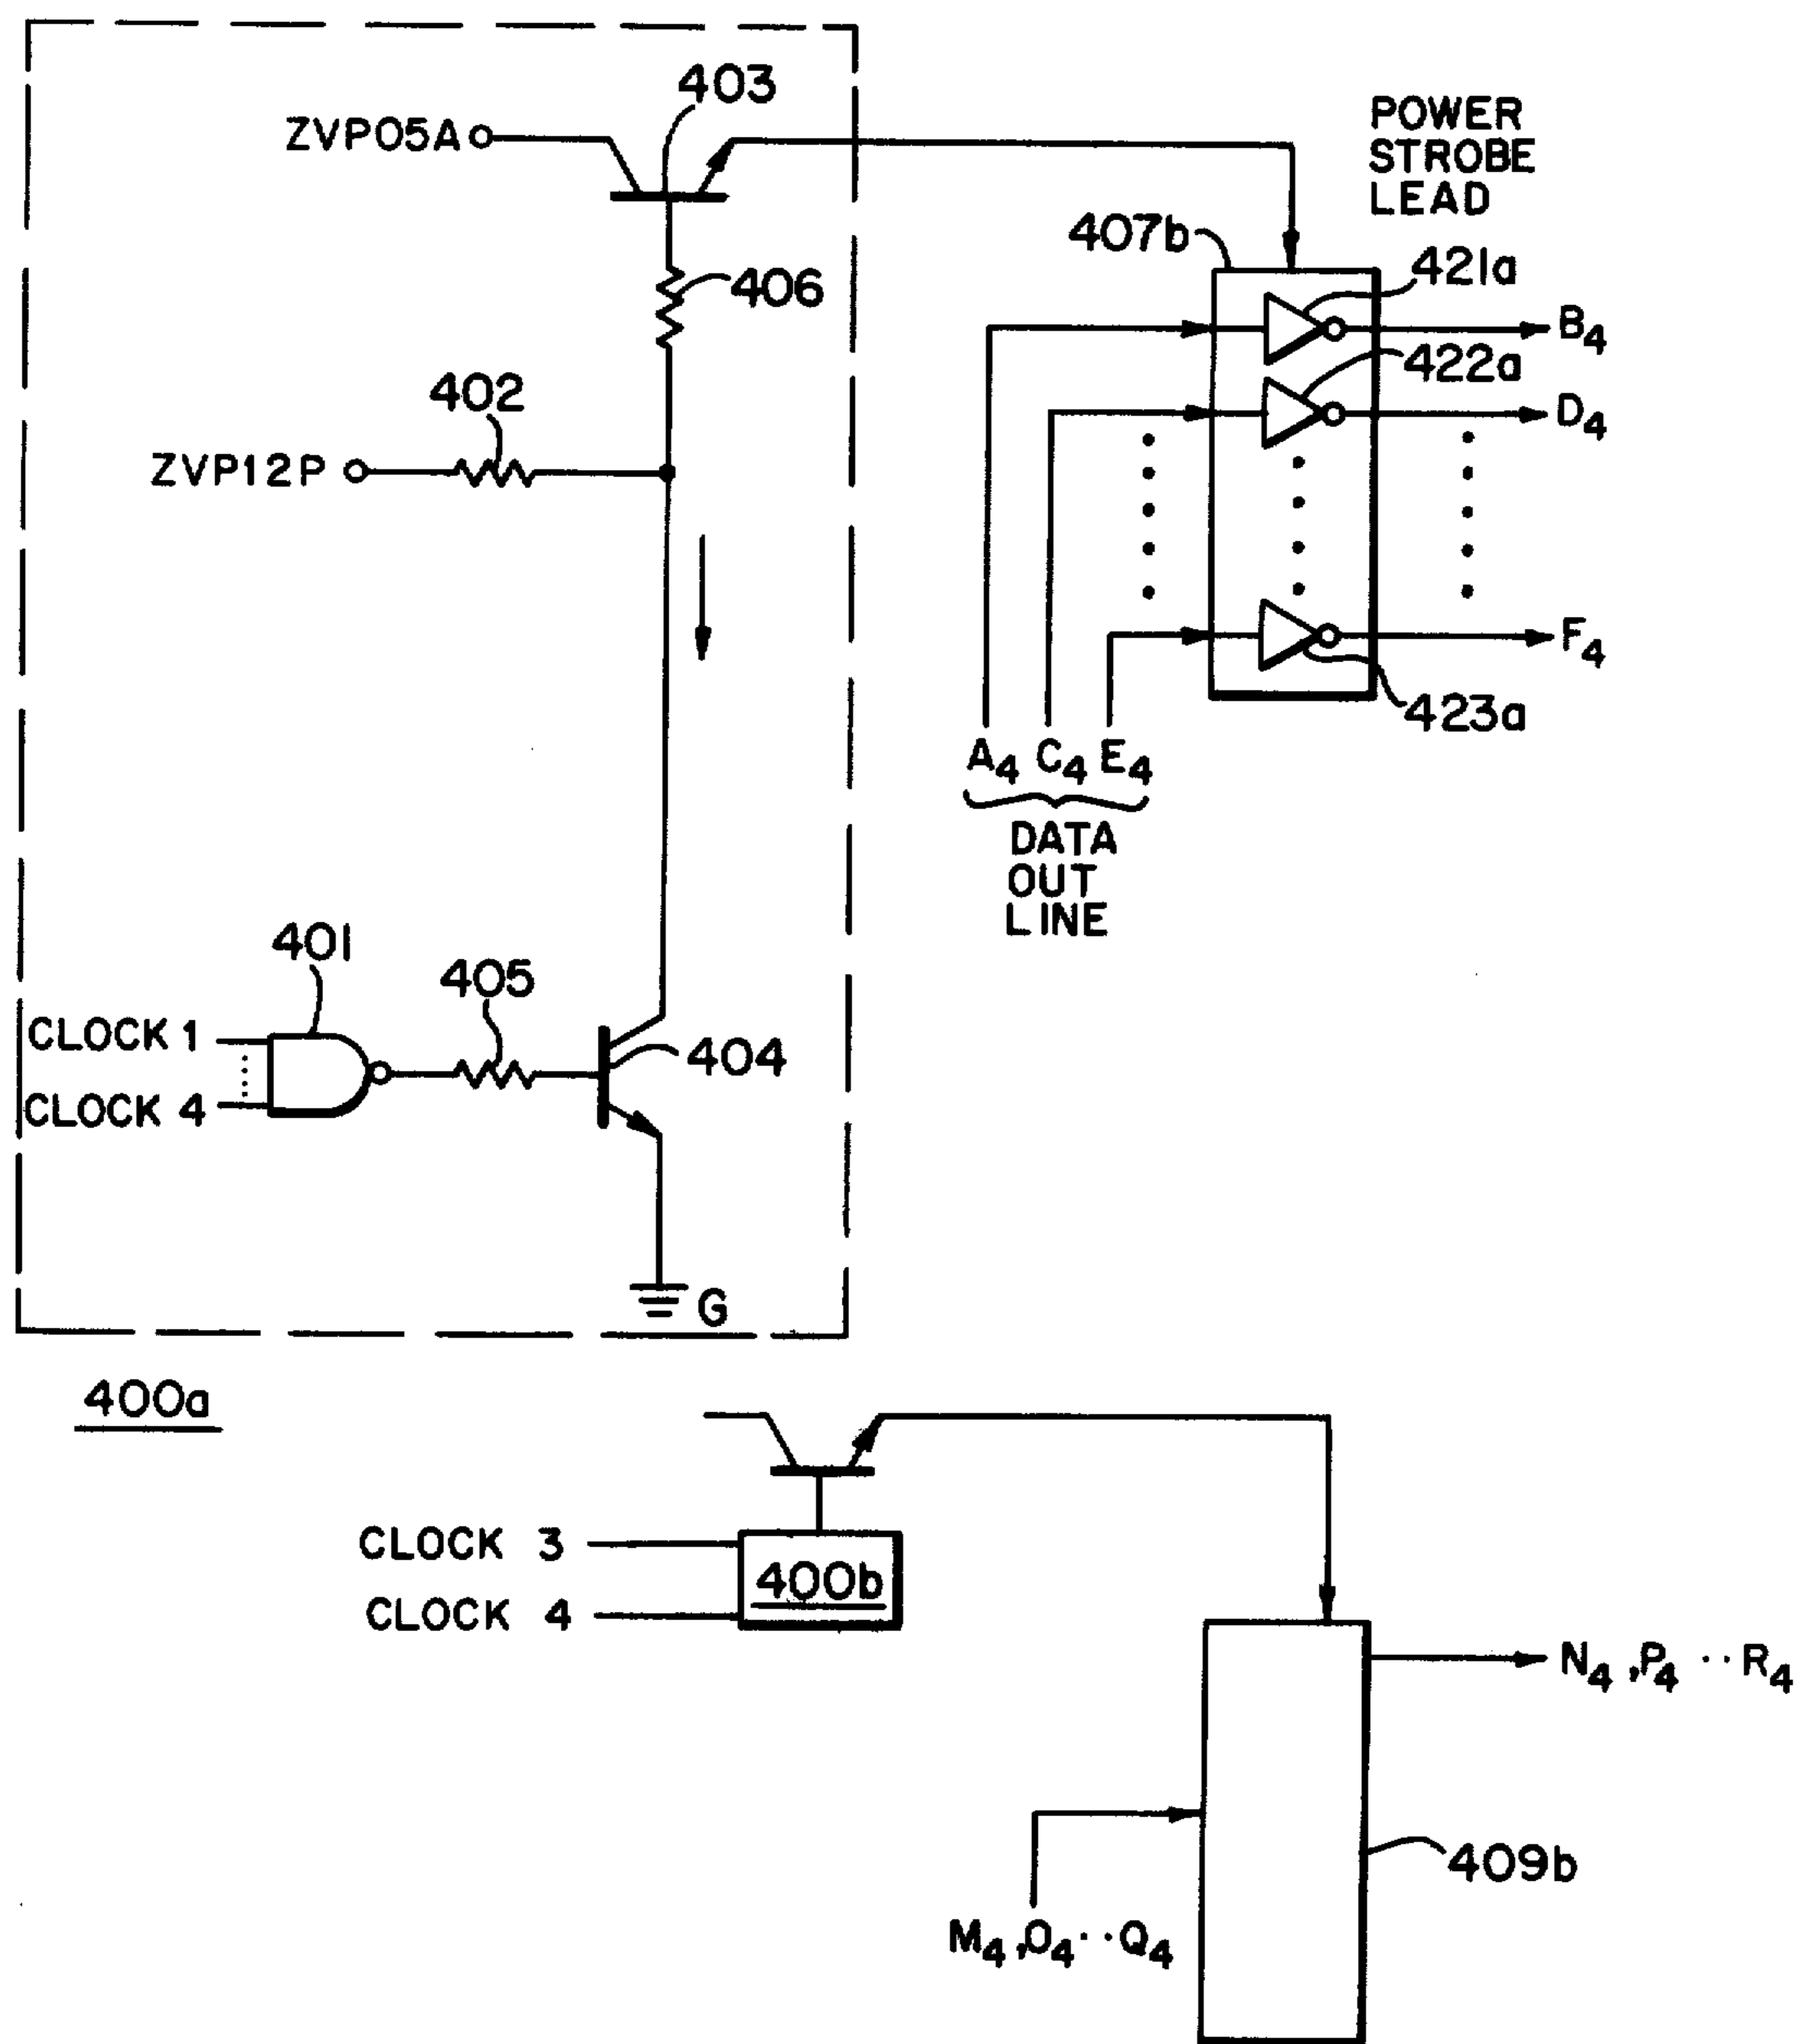 403
ZVP05A
POWER
STROBE
LEAD
407b
421a
406
B4
422a
402
D4
ZVP12P
F4
423a
A4 C4 E4
DATA
OUT
LINE
401
405
CLOCK 1
404
CLOCK 4
G
400a
CLOCK 3
400b
CLOCK 4
N4 ,P4 ·· R4
409b
M4 ,O4 ·· Q4